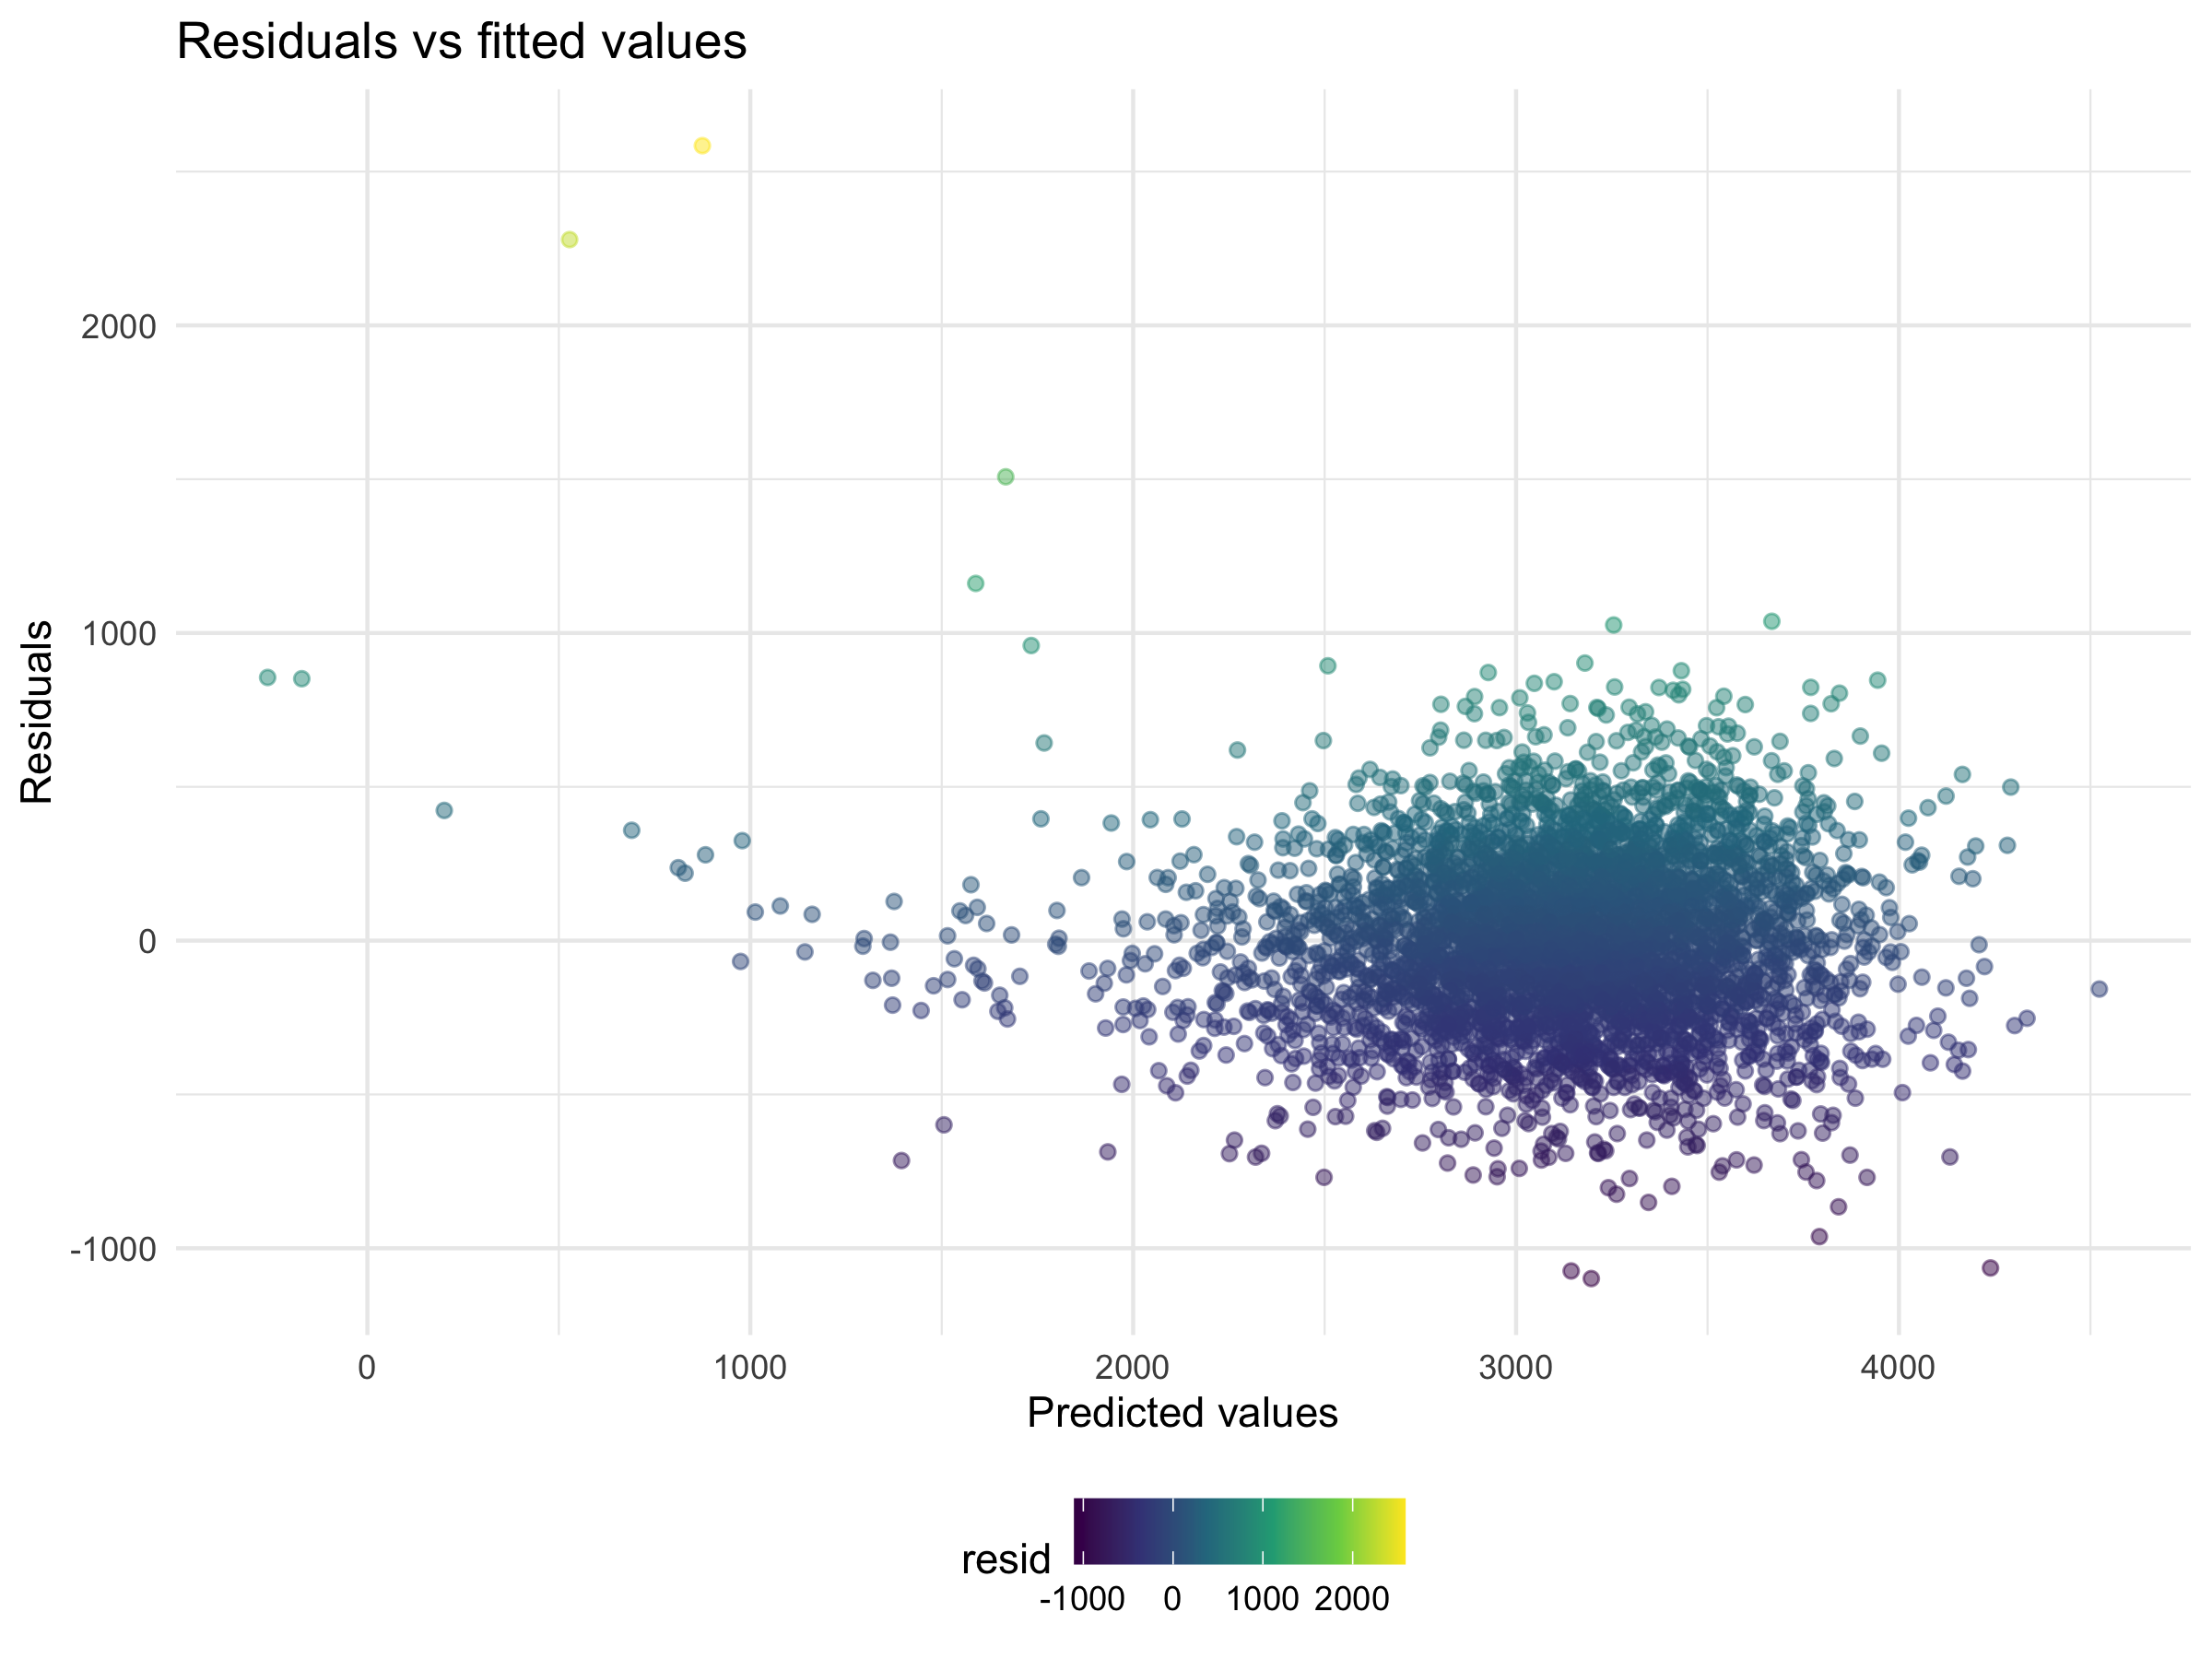 Residuals vs fitted values
Residuals
2000
1000
0
-1000
0 1000 2000 3000 4000
Predicted values
resid
-1000 0 1000 2000